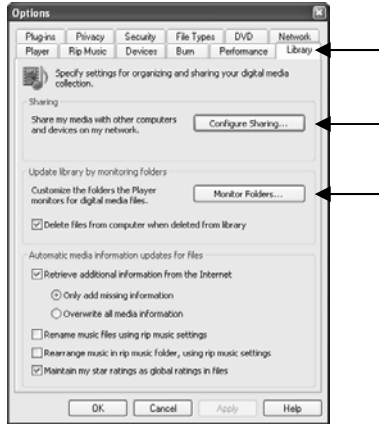 Options
Plug-ins Privacy Security File Types DVD Network
Player Rip Music Devices Burn Performance Library
Specify settings for organizing and sharing your digital media
collection.
Sharing
Share my media with other computers
and devices on my network.
Configure Sharing...
Update library by monitoring folders
Customize the folders the Player
monitors for digital media files.
Monitor Folders...
Delete files from computer when deleted from library
Automatic media information updates for files
Retrieve additional information from the Internet
Only add missing information
Overwrite all media information
Rename music files using rip music settings
Rearrange music in rip music folder, using rip music settings
Maintain my star ratings as global ratings in files
OK Cancel Apply Help